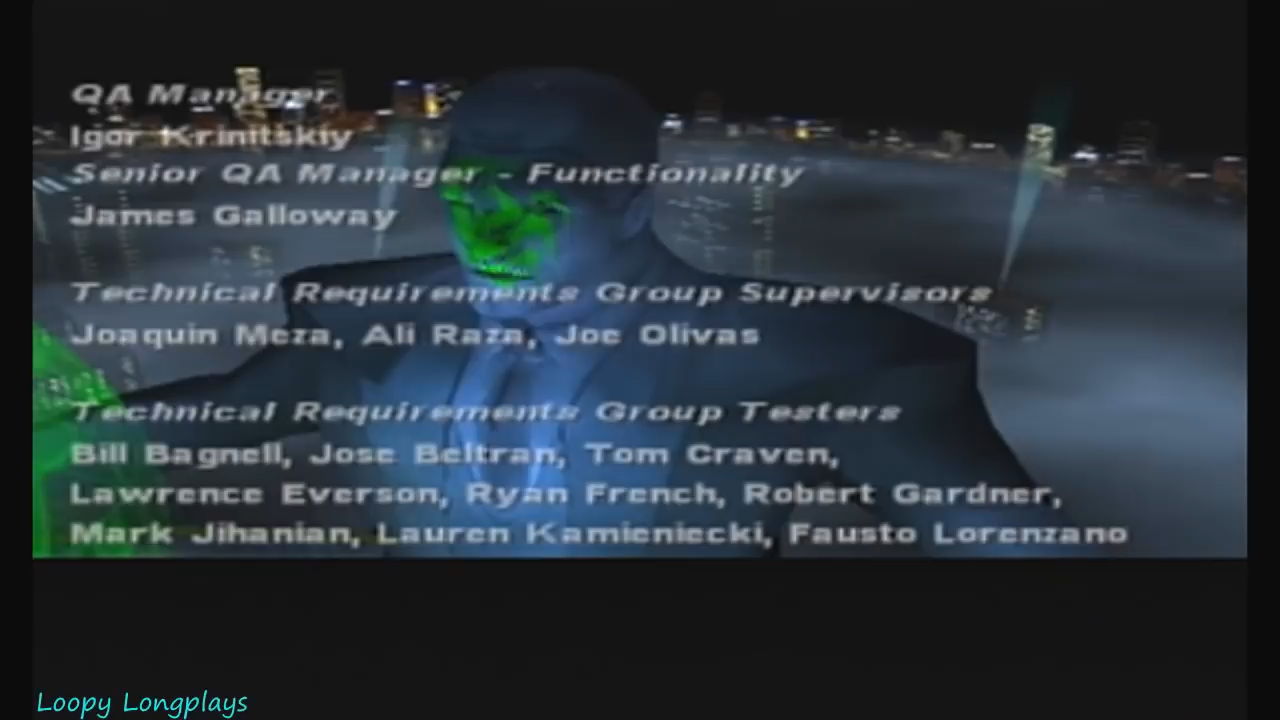 QA Manager
Igor Krinitskiy
Senior QA Manager - Functionality
James Galloway
Technical Requirements Group Supervisors
Joaquin Meza, Ali Raza, Joe Olivas
Technical Requirements Group Testers
Bill Bagnell, Jose Beltran, Tom Craven,
Lawrence Everson, Ryan French, Robert Gardner,
Mark Jihanian, Lauren Kamieniecki, Fausto Lorenzano
Loopy Longplays